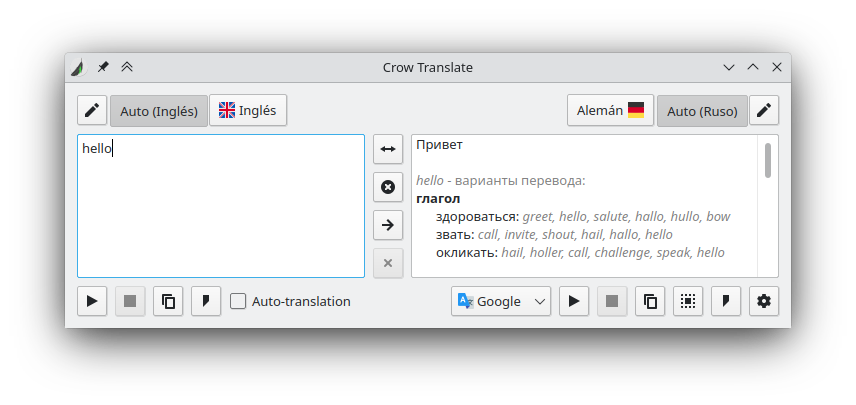 Crow Translate
Auto (Inglés) Inglés Alemán Auto (Ruso)
hello
Привет
hello - варианты перевода:
глагол
здороваться: greet, hello, salute, hallo, hullo, bow
звать: call, invite, shout, hail, hallo, hello
окликать: hail, holler, call, challenge, speak, hello
Auto-translation Google